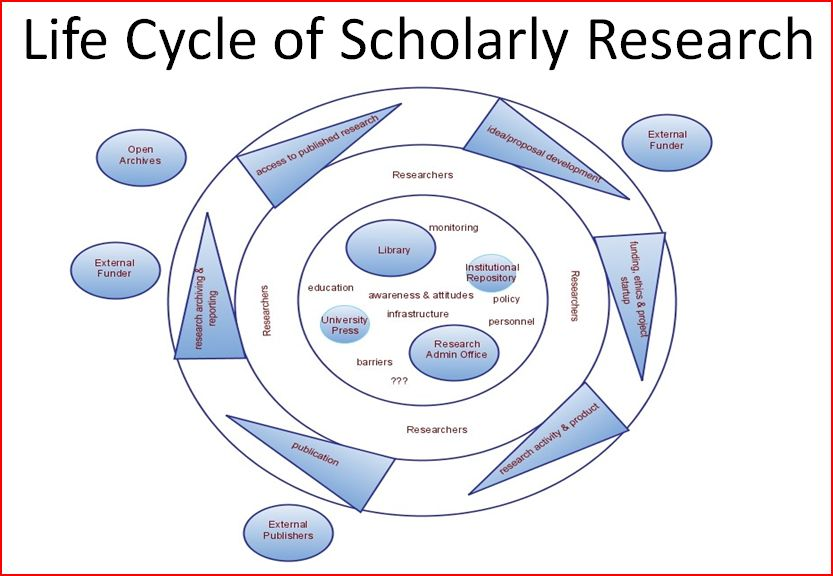 Life Cycle of Scholarly Research
Open
Archives
access to published research
idea/proposal development
External
Funder
Researchers
monitoring
Library
Institutional
Repository
External
Funder
research archiving &
reporting
Researchers
education
awareness & attitudes
policy
infrastructure
University
Press
personnel
Research
Admin Office
barriers
???
Researchers
funding, ethics & project
startup
Researchers
research activity & product
publication
External
Publishers